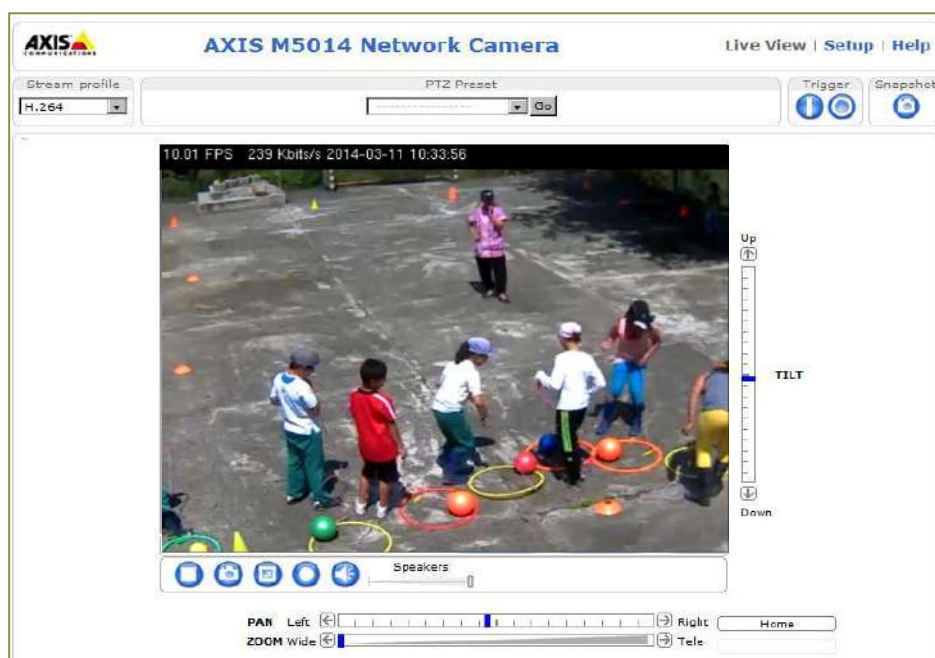 AXIS COMMUNICATIONS
AXIS M5014 Network Camera
Live View | Setup | Help
Stream profile
PTZ Preset
Trigger
Snapshot
H.264
Go
10.01 FPS 239 Kbits/s 2014-03-11 10:33:56
Up
TILT
Down
Speakers
PAN Left
Right
Home
ZOOM Wide
Tele